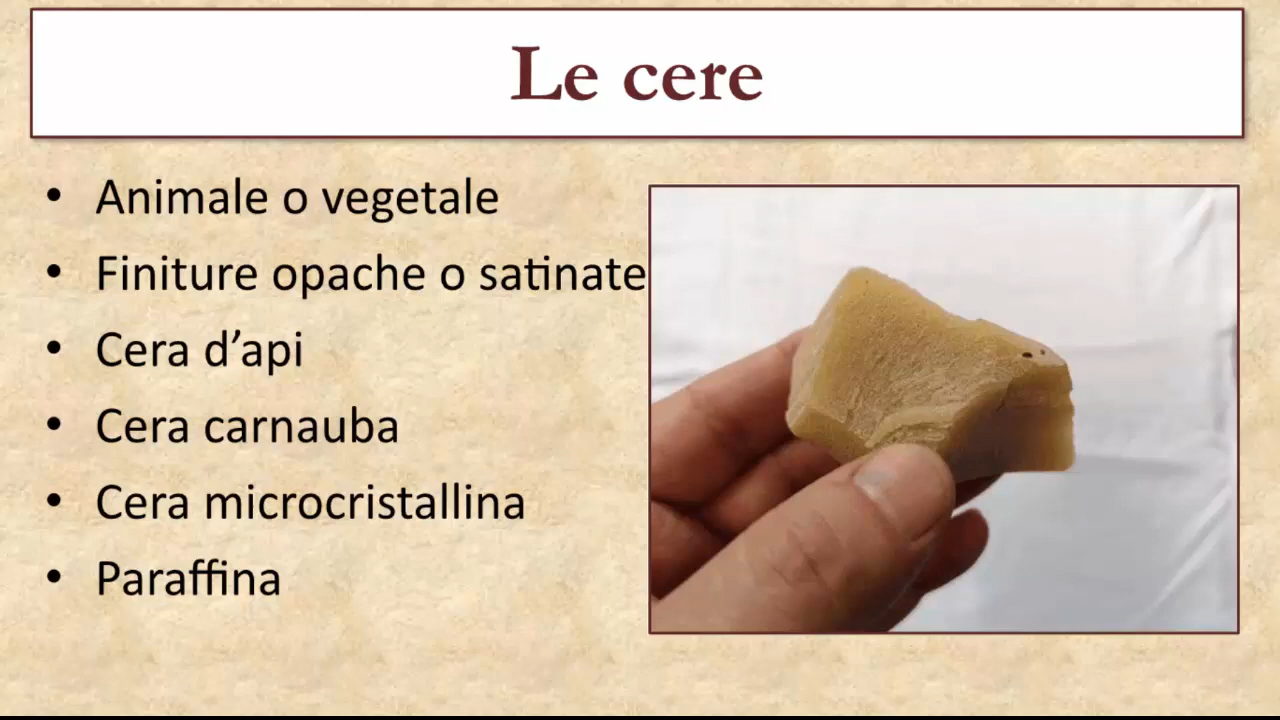 Le cere
• Animale o vegetale
• Finiture opache o satinate
• Cera d’api
• Cera carnauba
• Cera microcristallina
• Paraffina